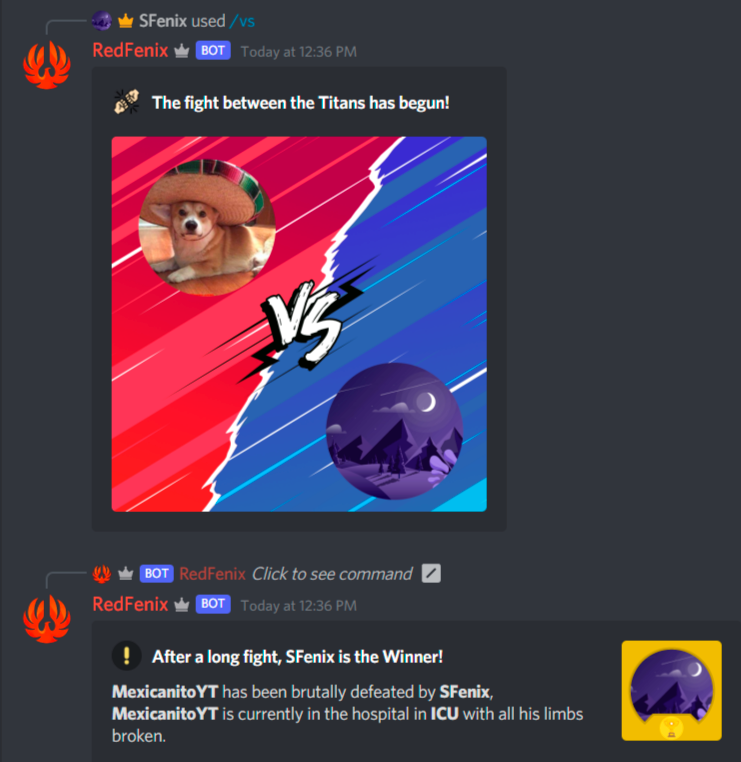 SFenix used /vs
RedFenix BOT Today at 12:36 PM
The fight between the Titans has begun!
VS
BOT RedFenix Click to see command
RedFenix BOT Today at 12:36 PM
After a long fight, SFenix is the Winner!
MexicanitoYT has been brutally defeated by SFenix,
MexicanitoYT is currently in the hospital in ICU with all his limbs
broken.